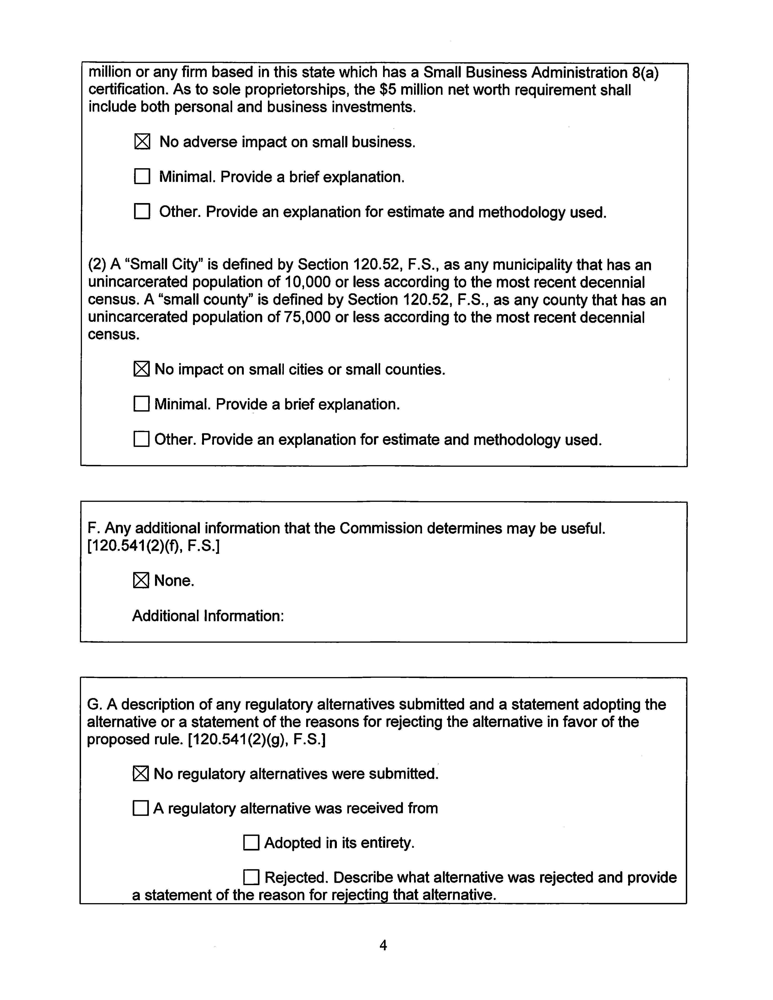 million or any firm based in this state which has a Small Business Administration 8(a)
certification. As to sole proprietorships, the $5 million net worth requirement shall
include both personal and business investments.
☒ No adverse impact on small business.
☐ Minimal. Provide a brief explanation.
☐ Other. Provide an explanation for estimate and methodology used.
(2) A “Small City” is defined by Section 120.52, F.S., as any municipality that has an
unincarcerated population of 10,000 or less according to the most recent decennial
census. A “small county” is defined by Section 120.52, F.S., as any county that has an
unincarcerated population of 75,000 or less according to the most recent decennial
census.
☒ No impact on small cities or small counties.
☐ Minimal. Provide a brief explanation.
☐ Other. Provide an explanation for estimate and methodology used.
F. Any additional information that the Commission determines may be useful.
[120.541(2)(f), F.S.]
☒ None.
Additional Information:
G. A description of any regulatory alternatives submitted and a statement adopting the
alternative or a statement of the reasons for rejecting the alternative in favor of the
proposed rule. [120.541(2)(g), F.S.]
☒ No regulatory alternatives were submitted.
☐ A regulatory alternative was received from
☐ Adopted in its entirety.
☐ Rejected. Describe what alternative was rejected and provide
a statement of the reason for rejecting that alternative.
4